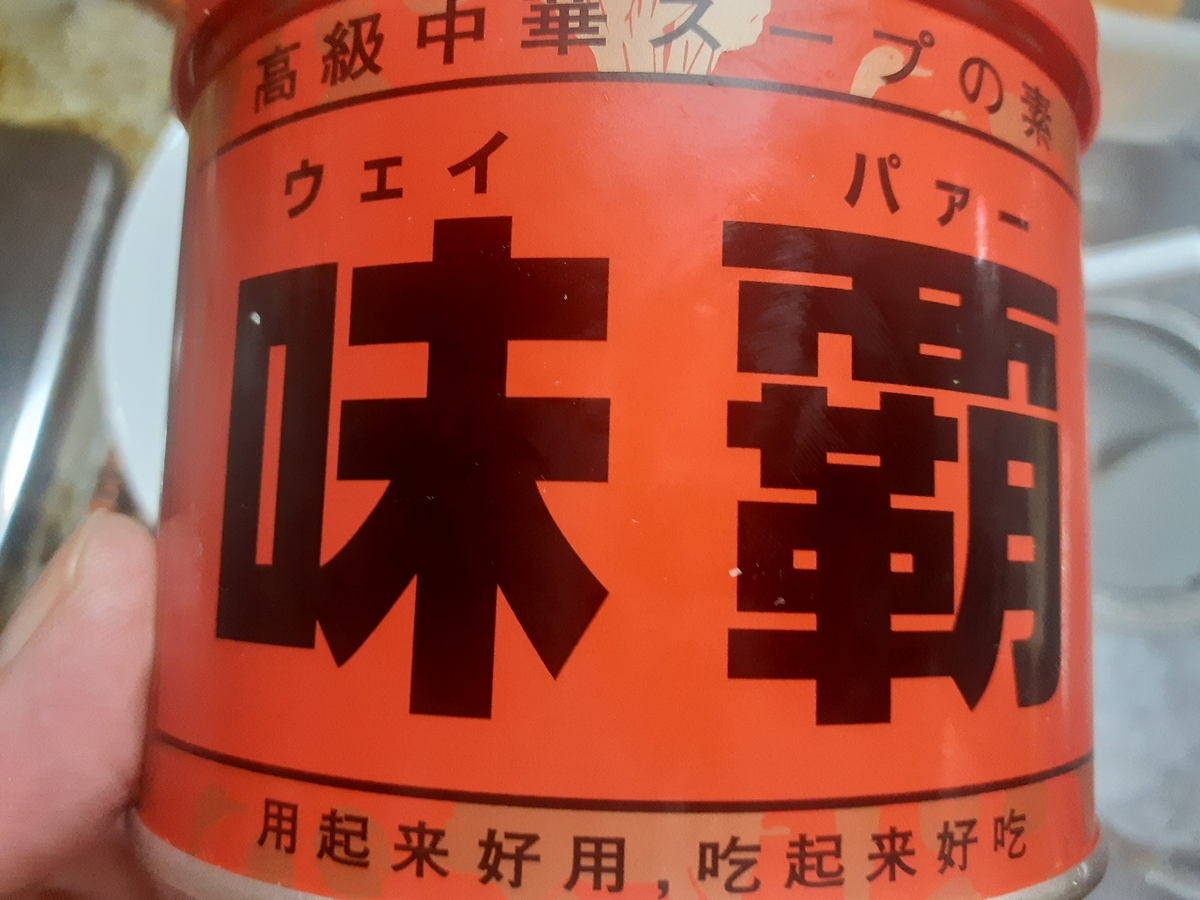 高級中華スープの素
ウェイ パァー
味覇
用起来好用，吃起来好吃